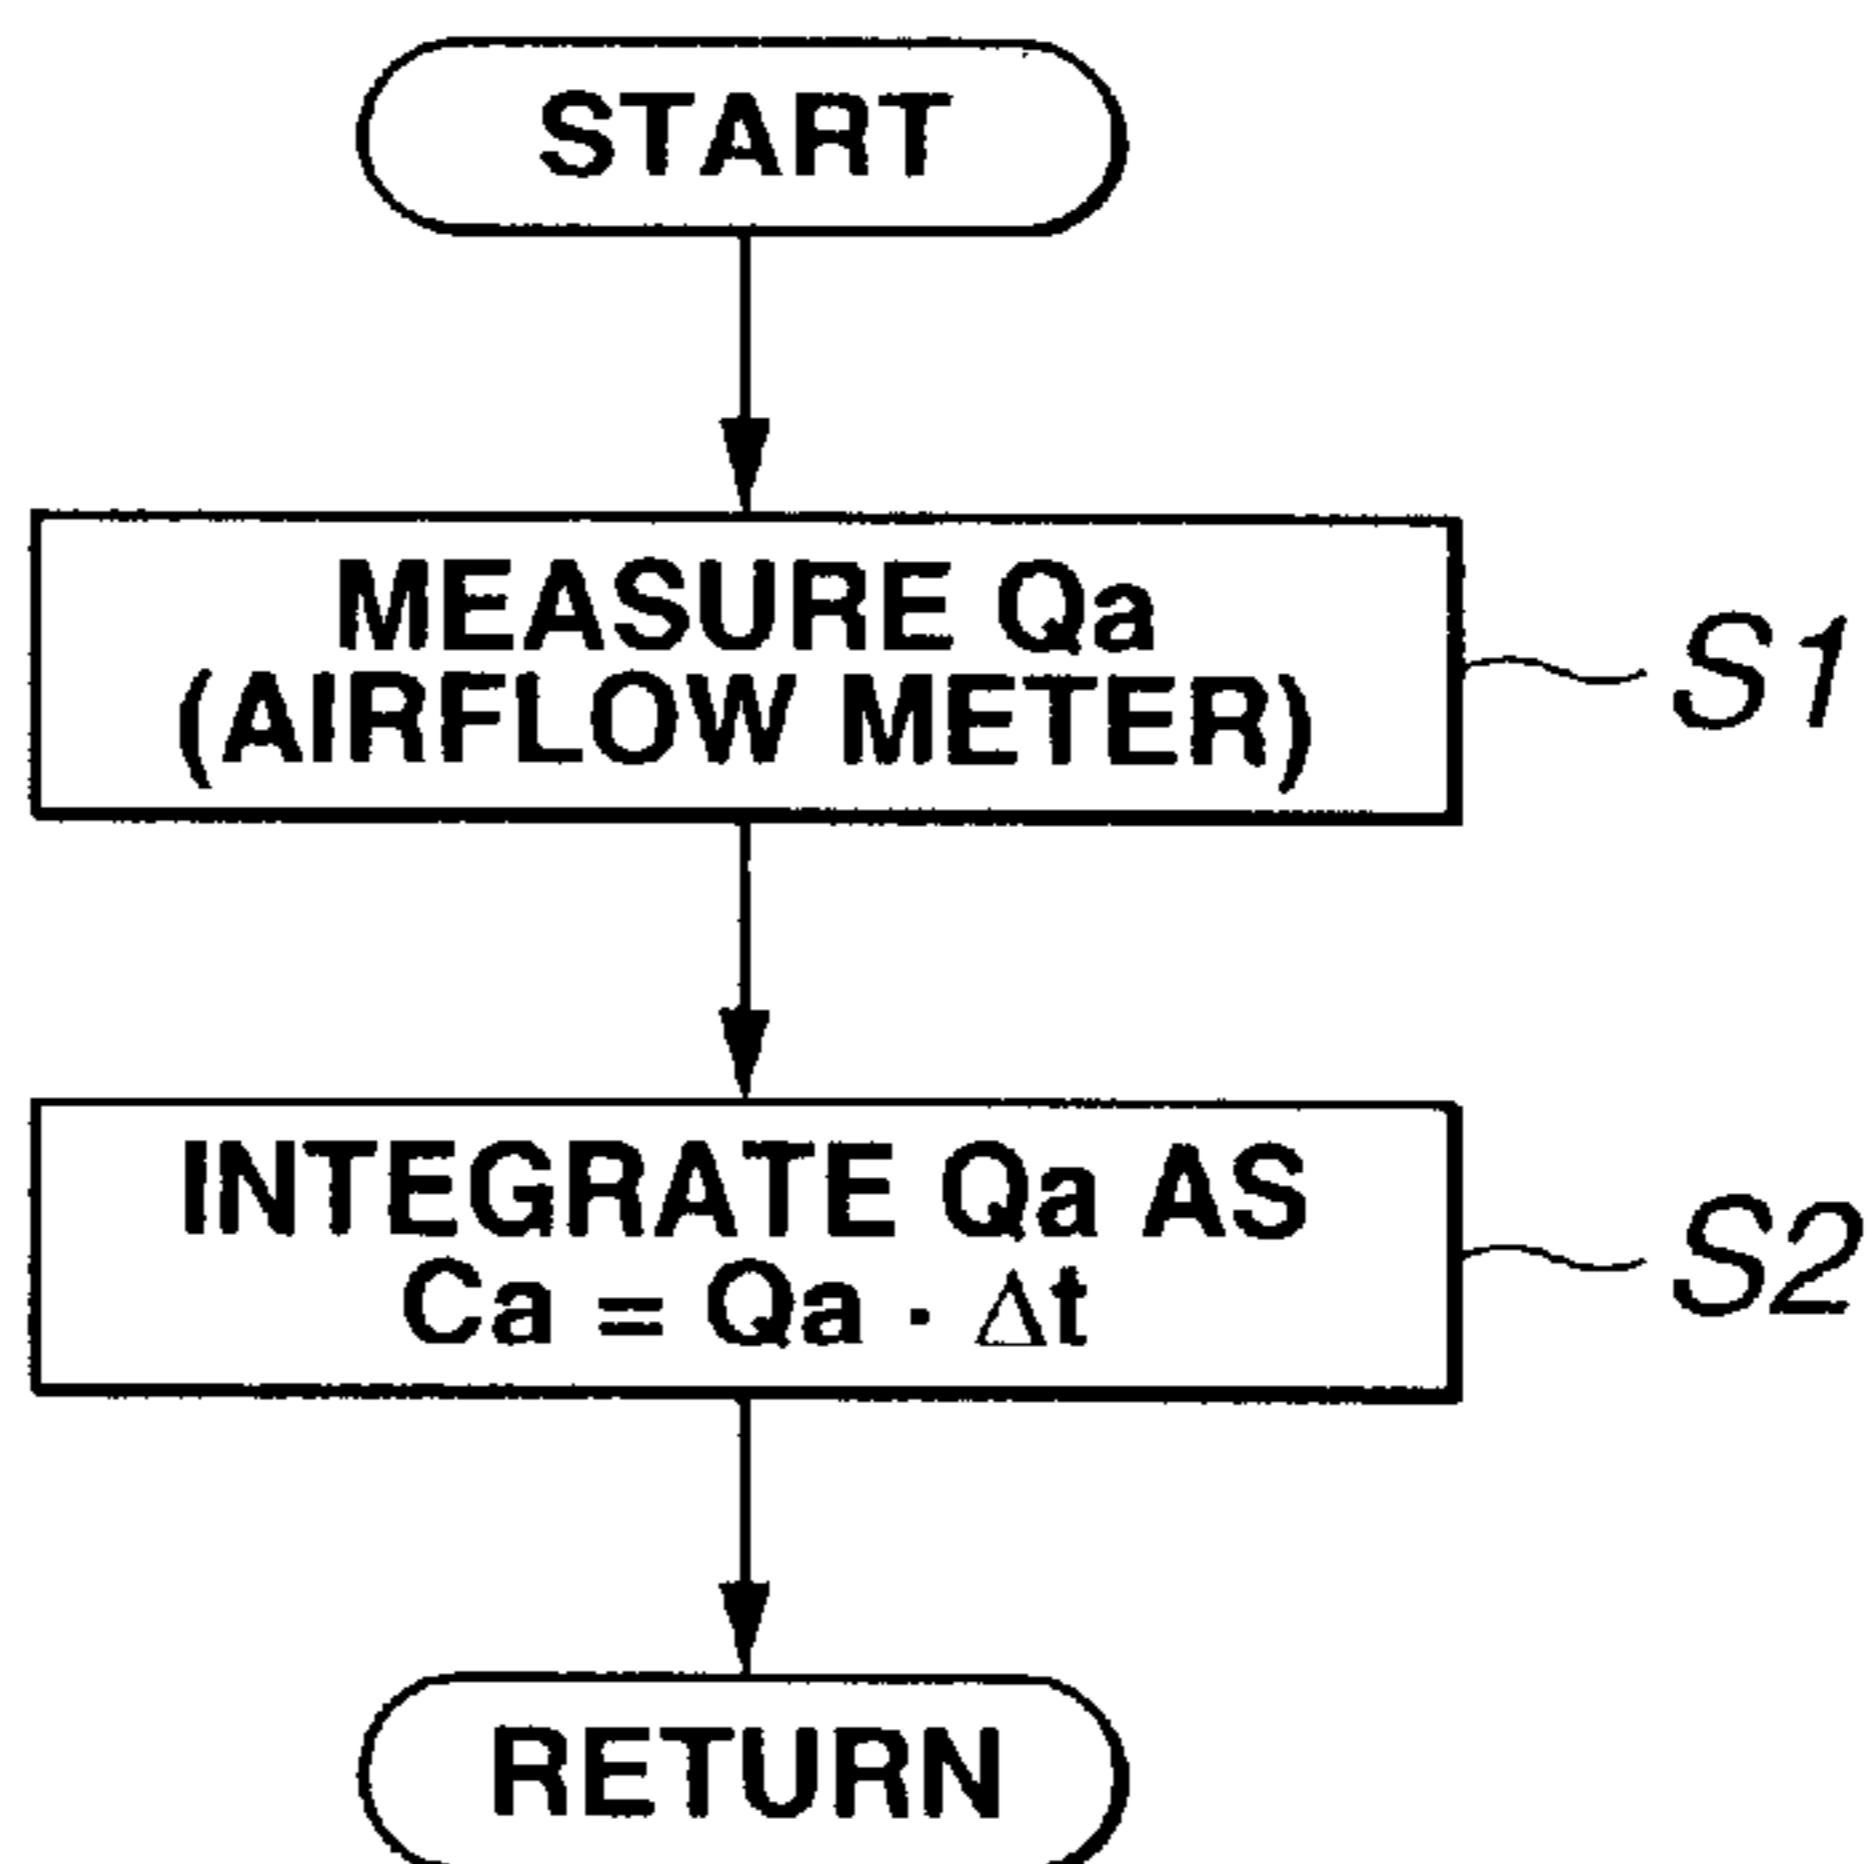 START
MEASURE Qa
(AIRFLOW METER)
S1
INTEGRATE Qa AS
Ca = Qa · Δt
S2
RETURN